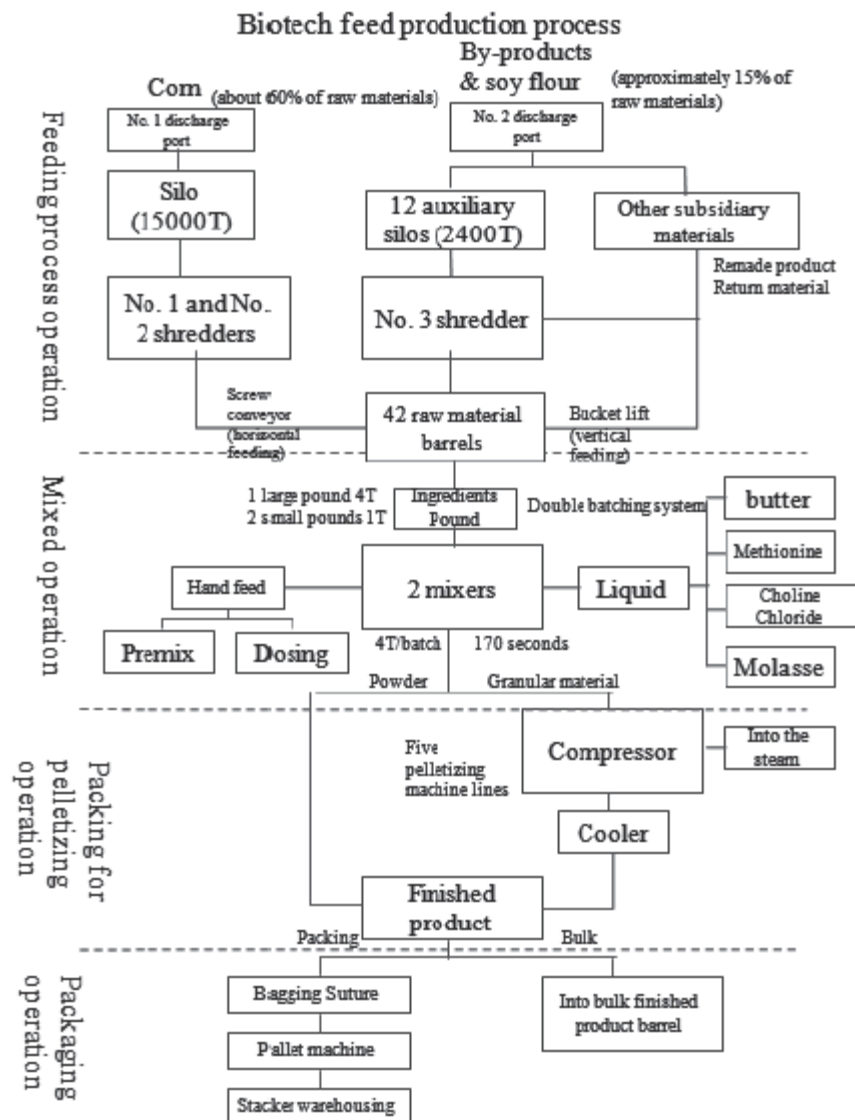 Biotech feed production process
Corn
(about 60% of raw materials)
By-products
& soy flour
(approximately 15% of
raw materials)
Feeding process operation
No. 1 discharge
port
No. 2 discharge
port
Silo
(15000T)
12 auxiliary
silos (2400T)
Other subsidiary
materials
Remade product
Return material
No. 1 and No.
2 shredders
No. 3 shredder
Screw
conveyor
(horizontal
feeding)
42 raw material
barrels
Bucket lift
(vertical
feeding)
Mixed operation
1 large pound 4T
2 small pounds 1T
Ingredients
Pound
Double batching system
butter
Methionine
Choline
Chloride
Molasse
Hand feed
2 mixers
Liquid
Premix
Dosing
4T/batch
170 seconds
Powder
Granular material
Packing for
pelletizing
operation
Five
pelletizing
machine lines
Compressor
Into the
steam
Cooler
Finished
product
Packing
Bulk
Packaging
operation
Bagging Suture
Into bulk finished
product barrel
Pallet machine
Stacker warehousing